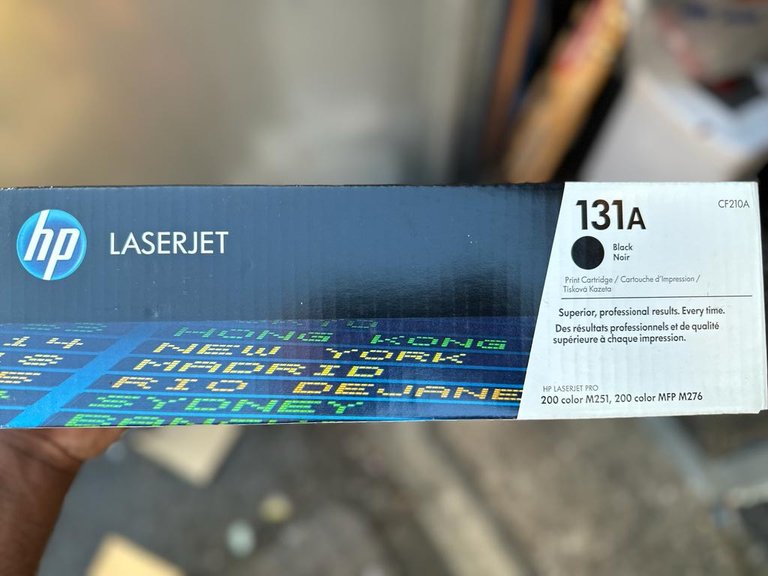 hp
LASERJET
131A
CF210A
Black
Noir
Print Cartridge / Cartouche d'Impression /
Tisková Kazeta
Superior, professional results. Every time.
Des résultats professionnels et de qualité
supérieure à chaque impression.
HP LASERJET PRO
200 color M251, 200 color MFP M276
HONG KONG
14 NEW YORK
MADRID
RIO DEJANE
SYDNEY